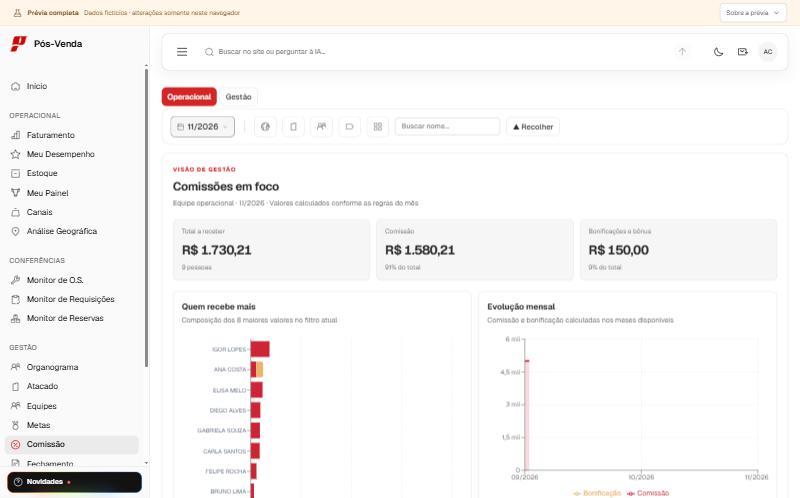 Prévia completa Dados fictícios · alterações somente neste navegador
Sobre a prévia
Pós-Venda
Buscar no site ou perguntar à IA...
AC
Início
OPERACIONAL
Faturamento
Meu Desempenho
Estoque
Meu Painel
Canais
Análise Geográfica
CONFERÊNCIAS
Monitor de O.S.
Monitor de Requisições
Monitor de Reservas
GESTÃO
Organograma
Atacado
Equipes
Metas
Comissão
Fechamento
Novidades
Operacional Gestão
11/2026
Buscar nome...
▲ Recolher
VISÃO DE GESTÃO
Comissões em foco
Equipe operacional · 11/2026 · Valores calculados conforme as regras do mês
Total a receber
R$ 1.730,21
9 pessoas
Comissão
R$ 1.580,21
91% do total
Bonificações e bônus
R$ 150,00
9% do total
Quem recebe mais
Composição dos 8 maiores valores no filtro atual
IGOR LOPES
ANA COSTA
ELISA MELO
DIEGO ALVES
GABRIELA SOUZA
CARLA SANTOS
FELIPE ROCHA
BRUNO LIMA
Evolução mensal
Comissão e bonificação calculadas nos meses disponíveis
6 mil
4,5 mil
3 mil
1,5 mil
0
09/2026 10/2026 11/2026
Bonificação Comissão